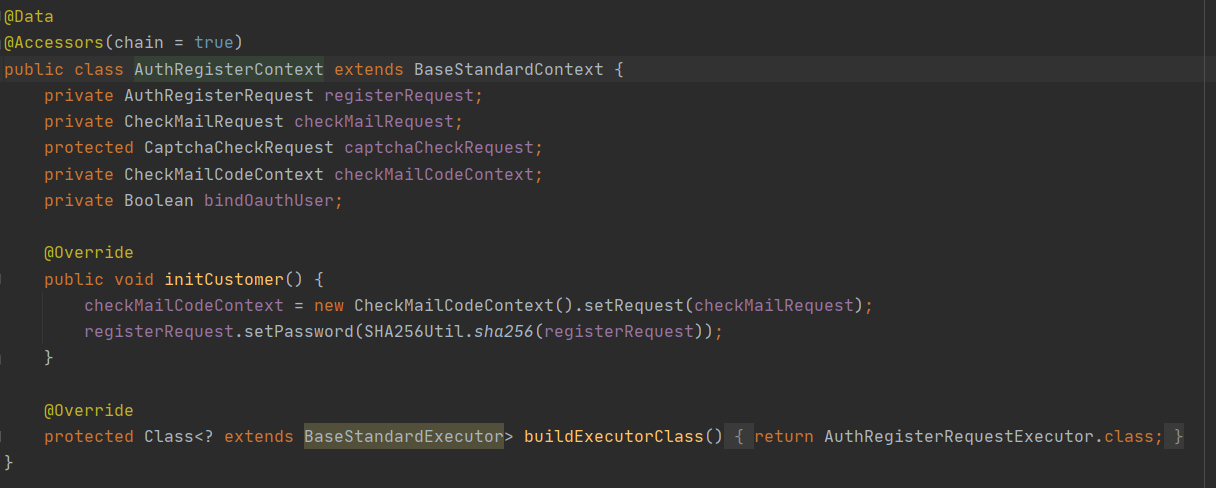 @Data
@Accessors(chain = true)
public class AuthRegisterContext extends BaseStandardContext {
    private AuthRegisterRequest registerRequest;
    private CheckMailRequest checkMailRequest;
    protected CaptchaCheckRequest captchaCheckRequest;
    private CheckMailCodeContext checkMailCodeContext;
    private Boolean bindOauthUser;

    @Override
    public void initCustomer() {
        checkMailCodeContext = new CheckMailCodeContext().setRequest(checkMailRequest);
        registerRequest.setPassword(SHA256Util.sha256(registerRequest));
    }

    @Override
    protected Class<? extends BaseStandardExecutor> buildExecutorClass() { return AuthRegisterRequestExecutor.class; }
}